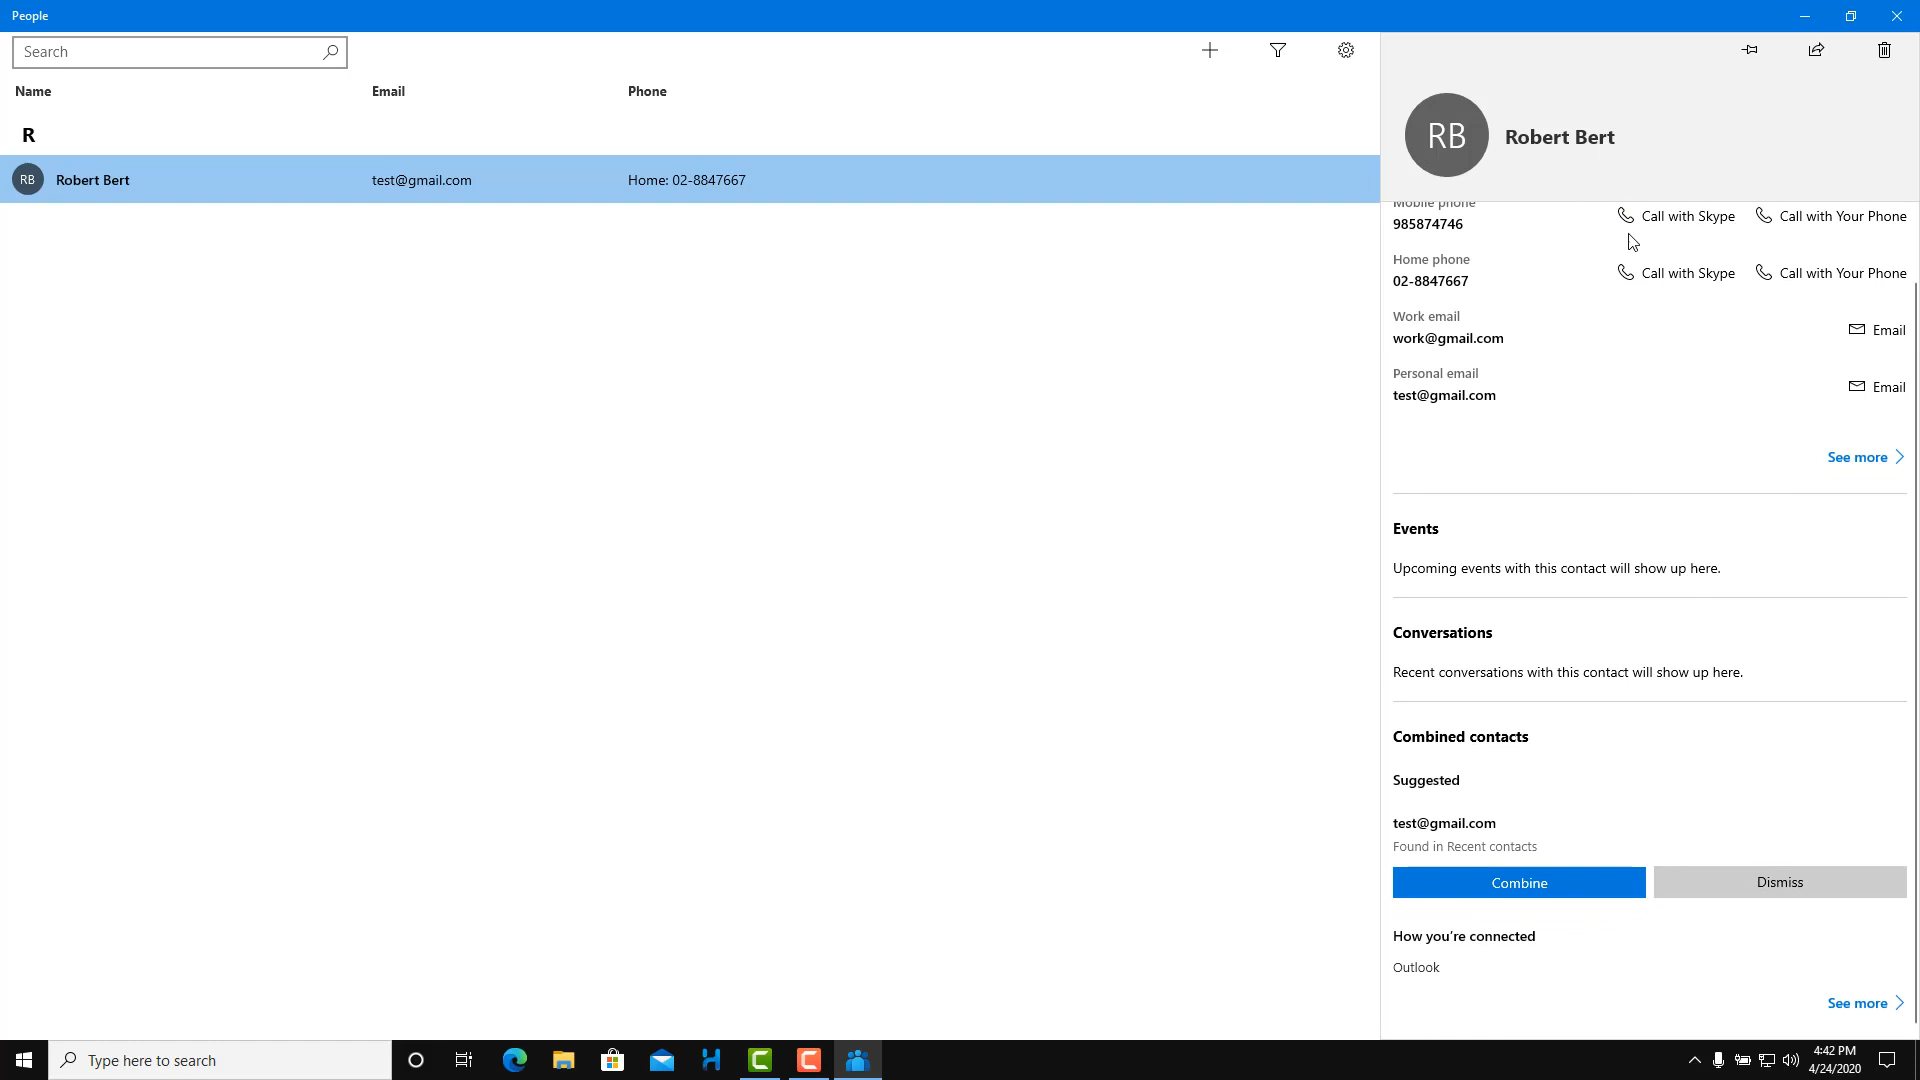 People
Search
Name Email Phone
R
RB Robert Bert test@gmail.com Home: 02-8847667
RB Robert Bert
Mobile phone
985874746 Call with Skype Call with Your Phone
Home phone
02-8847667 Call with Skype Call with Your Phone
Work email
work@gmail.com Email
Personal email
test@gmail.com Email
See more
Events
Upcoming events with this contact will show up here.
Conversations
Recent conversations with this contact will show up here.
Combined contacts
Suggested
test@gmail.com
Found in Recent contacts
Combine Dismiss
How you're connected
Outlook
See more
Type here to search
4:42 PM
4/24/2020